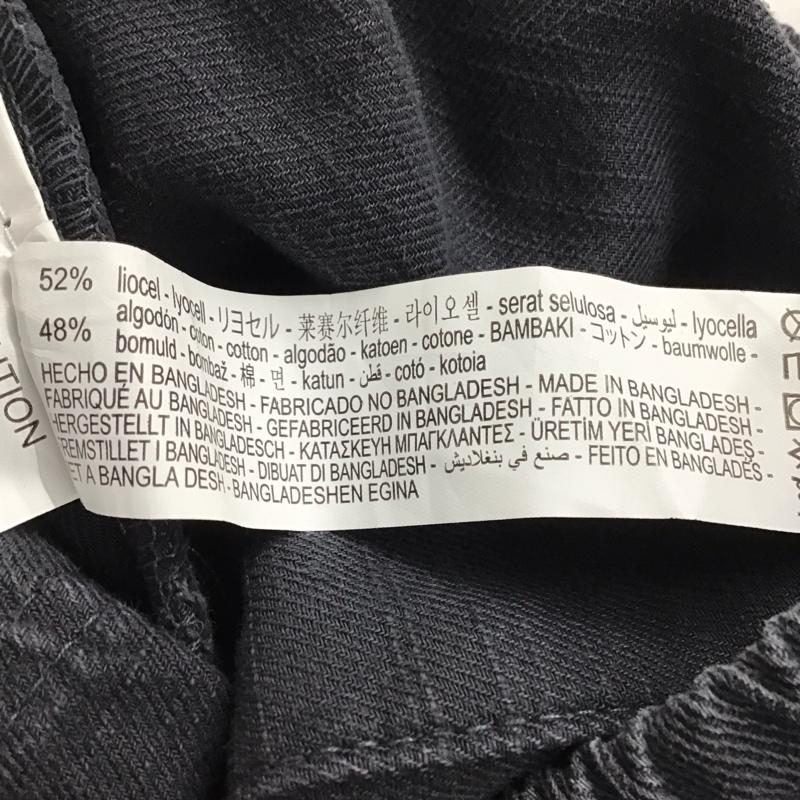 52% liocel - lyocell - リヨセル - 莱赛尔纤维 - 라이오셀 - serat selulosa - ليوسيل - lyocella
48% algodón - coton - cotton - algodão - katoen - cotone - BAMBAKI - コットン - baumwolle -
bomuld - bombaž - 棉 - 면 - katun - قطن - cotó - kotoia
HECHO EN BANGLADESH - FABRICADO NO BANGLADESH - MADE IN BANGLADESH -
FABRIQUÉ AU BANGLADESH - GEFABRICEERD IN BANGLADESH - FATTO IN BANGLADESH -
HERGESTELLT IN BANGLADESCH - ΚΑΤΑΣΚΕΥΗ ΜΠΑΓΚΛΑΝΤΕΣ - ÜRETİM YERİ BANGLADEŞ -
FREMSTILLET I BANGLADESH - DIBUAT DI BANGLADESH - صنع في بنغلاديش - FEITO EN BANGLADÉS -
FET A BANGLA DESH - BANGLADESHEN EGINA